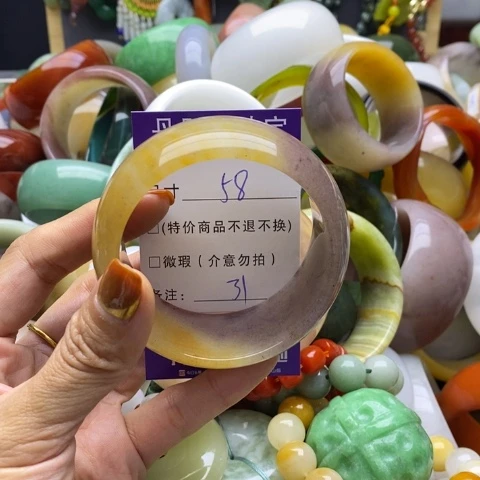 寸 58
□(特价商品不退不换)
□微瑕(介意勿拍)
备注: 31